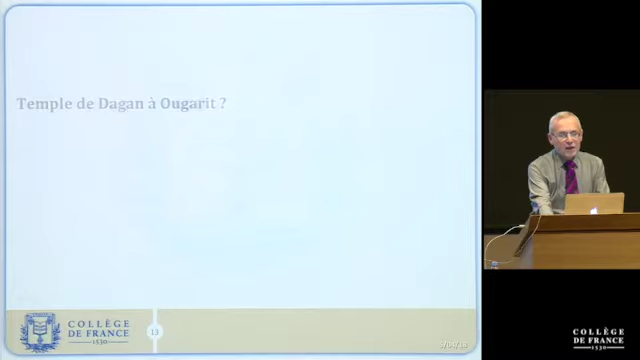 Temple de Dagan à Ougarit ?
COLLÈGE
DE FRANCE
1530
13
COLLÈGE
DE FRANCE
1530